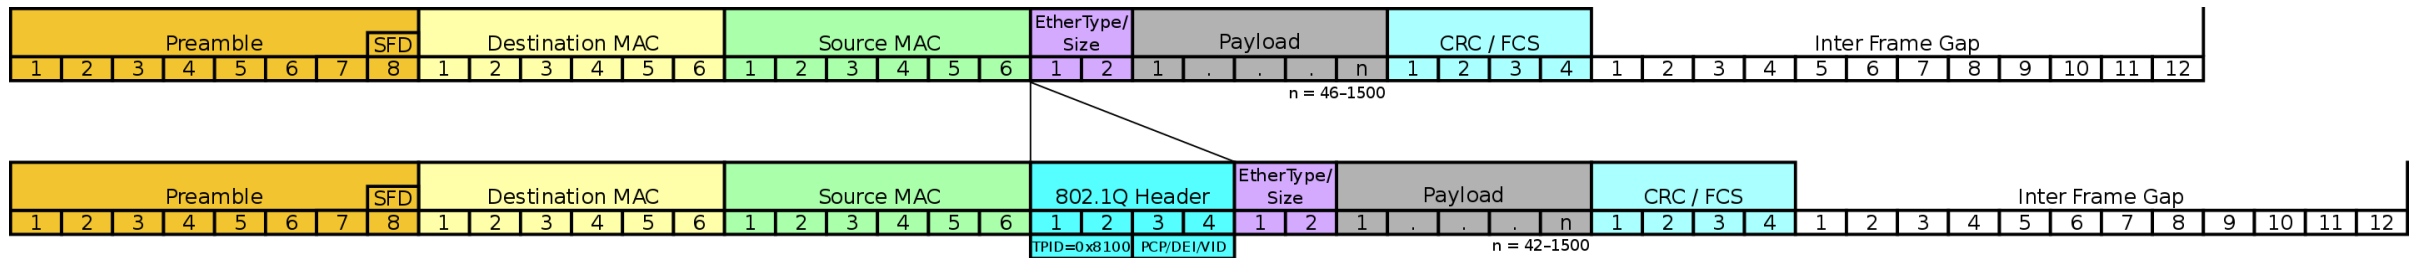 Preamble SFD Destination MAC Source MAC EtherType/ Size Payload CRC / FCS Inter Frame Gap
1 2 3 4 5 6 7 8 1 2 3 4 5 6 1 2 3 4 5 6 1 2 1 . . . n 1 2 3 4 1 2 3 4 5 6 7 8 9 10 11 12
n = 46–1500
Preamble SFD Destination MAC Source MAC 802.1Q Header EtherType/ Size Payload CRC / FCS Inter Frame Gap
1 2 3 4 5 6 7 8 1 2 3 4 5 6 1 2 3 4 5 6 1 2 3 4 1 2 1 . . . n 1 2 3 4 1 2 3 4 5 6 7 8 9 10 11 12
TPID=0x8100 PCP/DEI/VID n = 42–1500